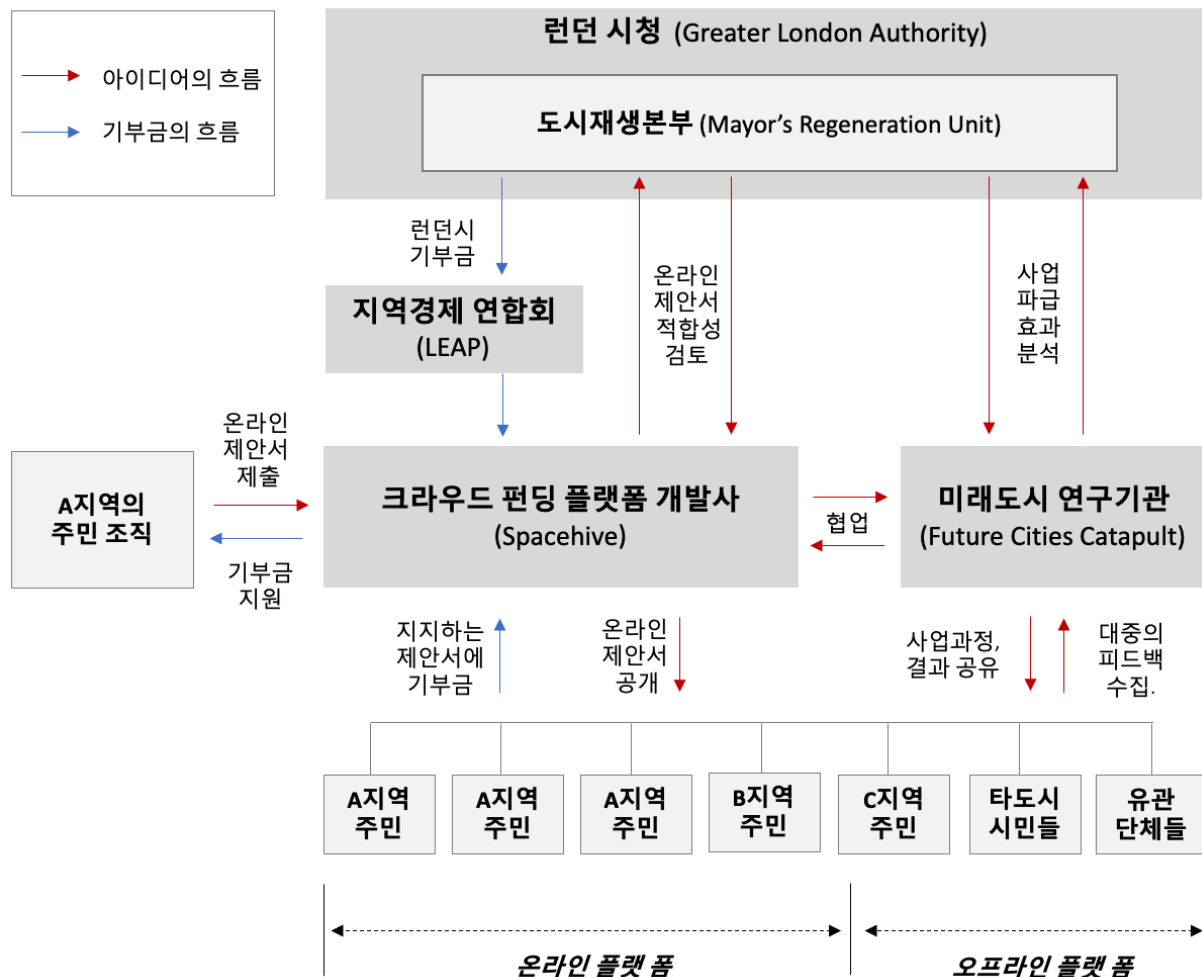 런던 시청 (Greater London Authority)
도시재생본부 (Mayor’s Regeneration Unit)
아이디어의 흐름
기부금의 흐름
런던시
기부금
온라인
제안서
적합성
검토
사업
파급
효과
분석
지역경제 연합회
(LEAP)
온라인
제안서
제출
A지역의
주민 조직
기부금
지원
크라우드 펀딩 플랫폼 개발사
(Spacehive)
협업
미래도시 연구기관
(Future Cities Catapult)
지지하는
제안서에
기부금
온라인
제안서
공개
사업과정,
결과 공유
대중의
피드백
수집.
A지역
주민
A지역
주민
A지역
주민
B지역
주민
C지역
주민
타도시
시민들
유관
단체들
온라인 플랫 폼
오프라인 플랫 폼